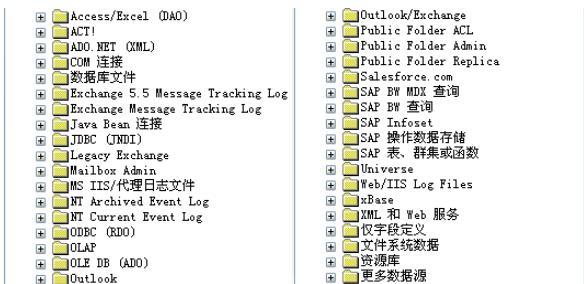 Access/Excel (DAO)
ACT!
ADO.NET (XML)
COM 连接
数据库文件
Exchange 5.5 Message Tracking Log
Exchange Message Tracking Log
Java Bean 连接
JDBC (JNDI)
Legacy Exchange
Mailbox Admin
MS IIS/代理日志文件
NT Archived Event Log
NT Current Event Log
ODBC (RDO)
OLAP
OLE DB (ADO)
Outlook
Outlook/Exchange
Public Folder ACL
Public Folder Admin
Public Folder Replica
Salesforce.com
SAP BW MDX 查询
SAP BW 查询
SAP Infoset
SAP 操作数据存储
SAP 表、群集或函数
Universe
Web/IIS Log Files
xBase
XML 和 Web 服务
仅字段定义
文件系统数据
资源库
更多数据源